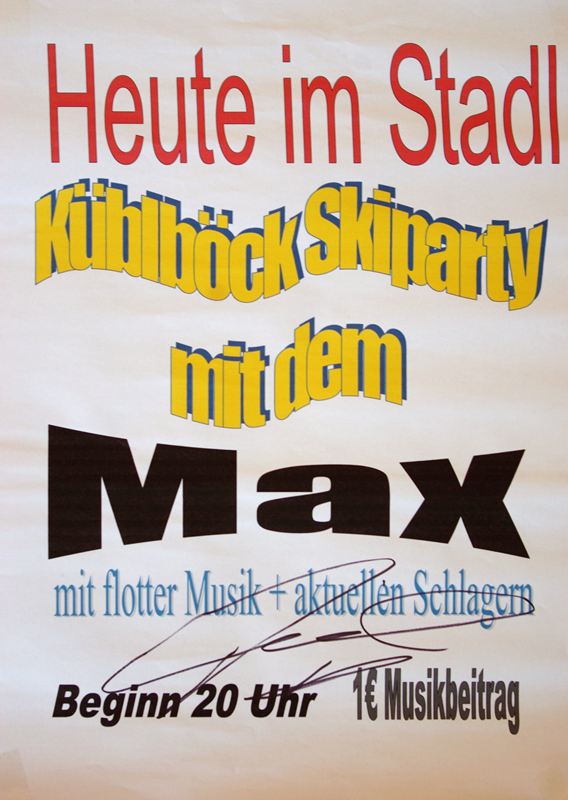 Heute im Stadl
Küblböck Skiparty
mit dem
Max
mit flotter Musik + aktuellen Schlagern
Beginn 20 Uhr 1€ Musikbeitrag